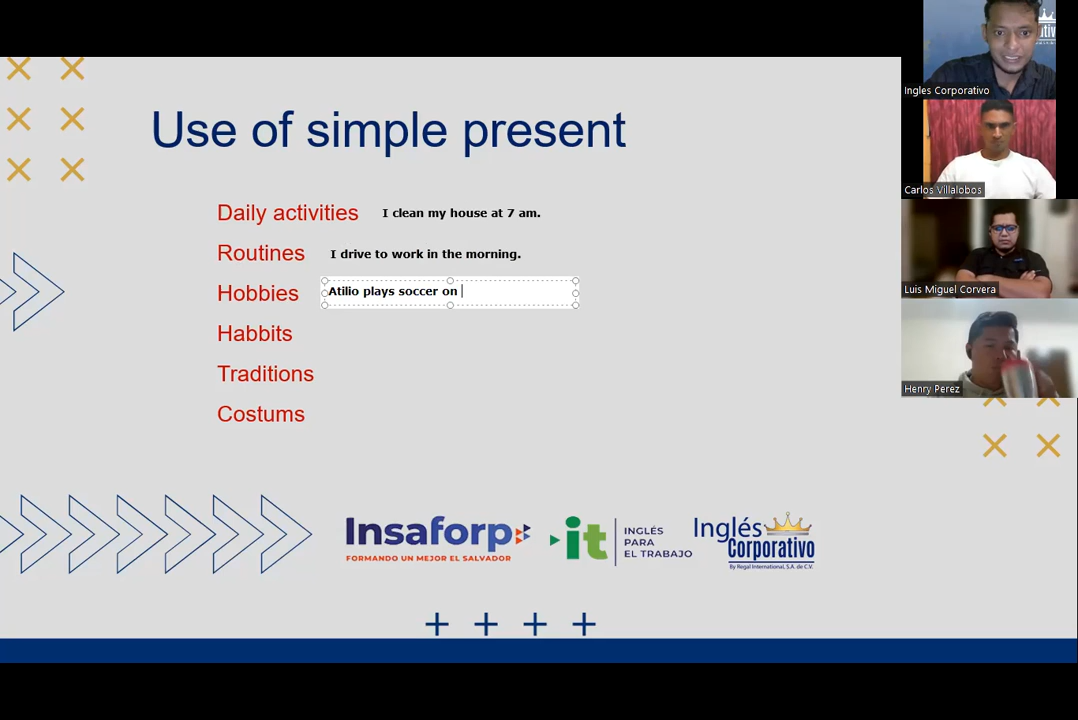 Use of simple present
Daily activities I clean my house at 7 am.
Routines I drive to work in the morning.
Hobbies Atilio plays soccer on
Habbits
Traditions
Costums
Insaforp
FORMANDO UN MEJOR EL SALVADOR
it INGLÉS PARA EL TRABAJO
Inglés Corporativo
By Regal International, S.A. de C.V.
Ingles Corporativo
Carlos Villalobos
Luis Miguel Corvera
Henry Perez